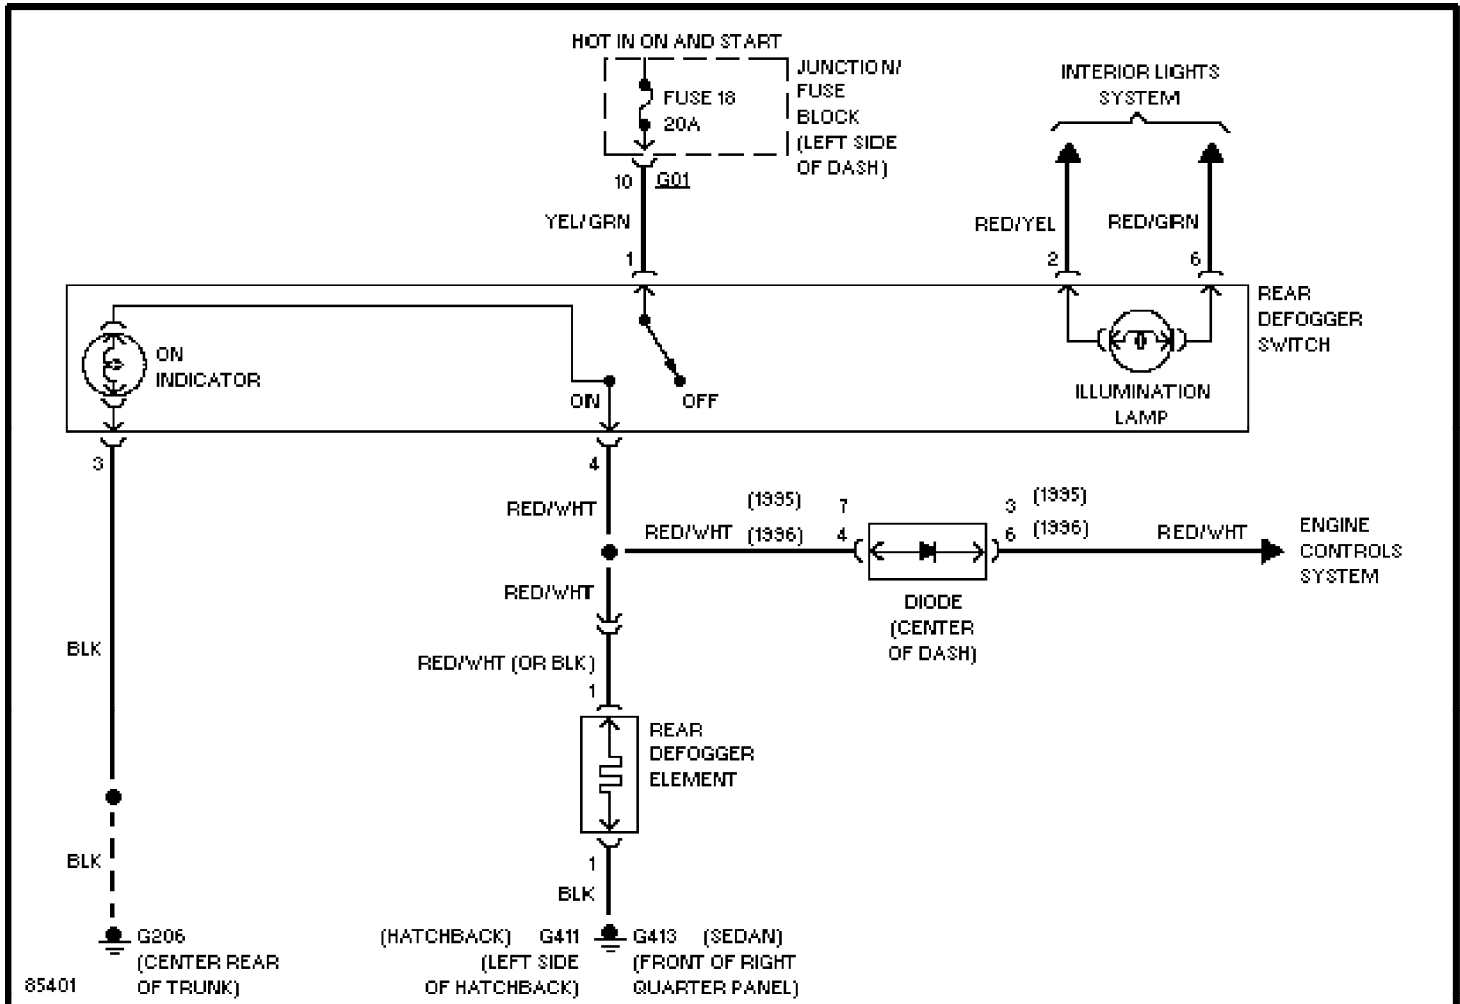 HOT IN ON AND START
JUNCTION/
FUSE
BLOCK
(LEFT SIDE
OF DASH)
FUSE 18
20A
INTERIOR LIGHTS
SYSTEM
10 G01
YEL/GRN
RED/YEL
RED/GRN
1
2
6
REAR
DEFOGGER
SWITCH
ON
INDICATOR
ON
OFF
ILLUMINATION
LAMP
3
4
RED/WHT
RED/WHT
(1995) 7
(1996) 4
3 (1995)
6 (1996)
RED/WHT
ENGINE
CONTROLS
SYSTEM
RED/WHT
DIODE
(CENTER
OF DASH)
BLK
RED/WHT (OR BLK)
1
REAR
DEFOGGER
ELEMENT
BLK
1
BLK
G206
(CENTER REAR
OF TRUNK)
(HATCHBACK) G411
(LEFT SIDE
OF HATCHBACK)
G413 (SEDAN)
(FRONT OF RIGHT
QUARTER PANEL)
85401